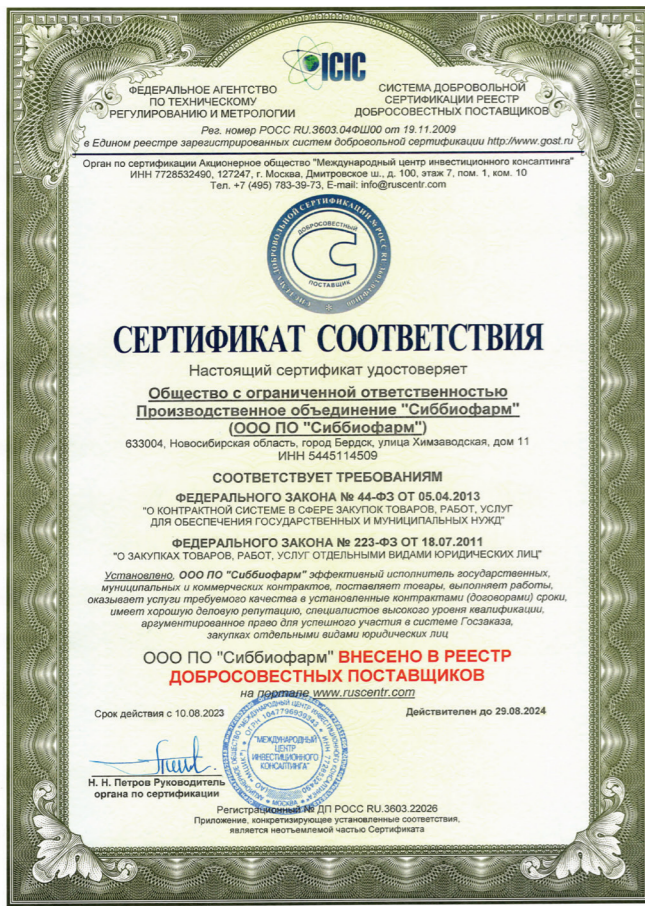 ICIC
ФЕДЕРАЛЬНОЕ АГЕНТСТВО
ПО ТЕХНИЧЕСКОМУ
РЕГУЛИРОВАНИЮ И МЕТРОЛОГИИ
СИСТЕМА ДОБРОВОЛЬНОЙ
СЕРТИФИКАЦИИ РЕЕСТР
ДОБРОСОВЕСТНЫХ ПОСТАВЩИКОВ
Рег. номер РОСС RU.3603.04ФШ00 от 19.11.2009
в Едином реестре зарегистрированных систем добровольной сертификации http://www.gost.ru
Орган по сертификации Акционерное общество "Международный центр инвестиционного консалтинга"
ИНН 7728532490, 127247, г. Москва, Дмитровское ш., д. 100, этаж 7, пом. 1, ком. 10
Тел. +7 (495) 783-39-73, E-mail: info@ruscentr.com
ДОБРОСОВЕСТНЫЙ
ПОСТАВЩИК
СЕРТИФИКАТ СООТВЕТСТВИЯ
Настоящий сертификат удостоверяет
Общество с ограниченной ответственностью
Производственное объединение "Сиббиофарм"
(ООО ПО "Сиббиофарм")
633004, Новосибирская область, город Бердск, улица Химзаводская, дом 11
ИНН 5445114509
СООТВЕТСТВУЕТ ТРЕБОВАНИЯМ
ФЕДЕРАЛЬНОГО ЗАКОНА № 44-ФЗ ОТ 05.04.2013
"О КОНТРАКТНОЙ СИСТЕМЕ В СФЕРЕ ЗАКУПОК ТОВАРОВ, РАБОТ, УСЛУГ
ДЛЯ ОБЕСПЕЧЕНИЯ ГОСУДАРСТВЕННЫХ И МУНИЦИПАЛЬНЫХ НУЖД"
ФЕДЕРАЛЬНОГО ЗАКОНА № 223-ФЗ ОТ 18.07.2011
"О ЗАКУПКАХ ТОВАРОВ, РАБОТ, УСЛУГ ОТДЕЛЬНЫМИ ВИДАМИ ЮРИДИЧЕСКИХ ЛИЦ"
Установлено, ООО ПО "Сиббиофарм" эффективный исполнитель государственных,
муниципальных и коммерческих контрактов, поставляет товары, выполняет работы,
оказывает услуги требуемого качества в установленные контрактами (договорами) сроки,
имеет хорошую деловую репутацию, специалистов высокого уровня квалификации,
аргументированное право для успешного участия в системе Госзаказа,
закупках отдельными видами юридических лиц
ООО ПО "Сиббиофарм" ВНЕСЕНО В РЕЕСТР
ДОБРОСОВЕСТНЫХ ПОСТАВЩИКОВ
на портале www.ruscentr.com
Срок действия с 10.08.2023
Действителен до 29.08.2024
"МЕЖДУНАРОДНЫЙ
ЦЕНТР
ИНВЕСТИЦИОННОГО
КОНСАЛТИНГА"
Н. Н. Петров Руководитель
органа по сертификации
Регистрационный № ДП РОСС RU.3603.22026
Приложение, конкретизирующее установленные соответствия,
является неотъемлемой частью Сертификата